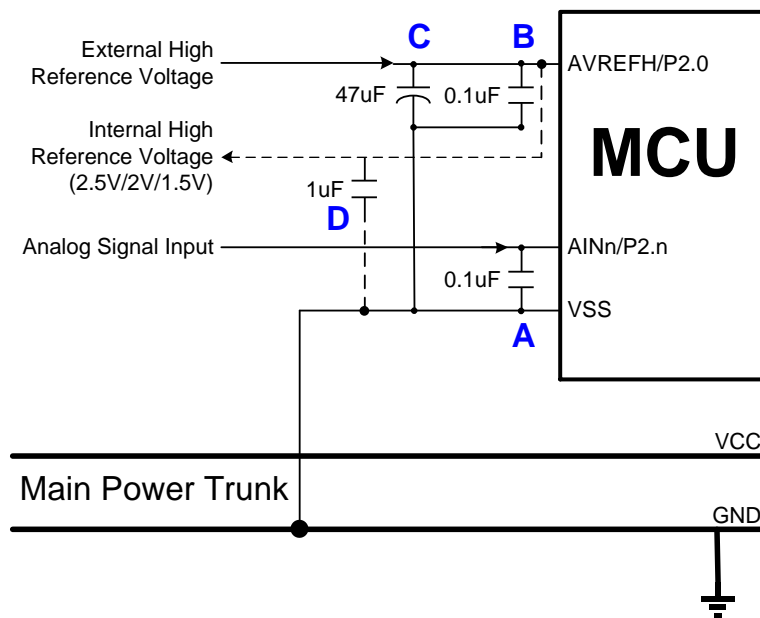 C
B
External High
Reference Voltage
AVREFH/P2.0
47uF
0.1uF
MCU
Internal High
Reference Voltage
(2.5V/2V/1.5V)
1uF
D
Analog Signal Input
AINn/P2.n
0.1uF
VSS
A
VCC
Main Power Trunk
GND